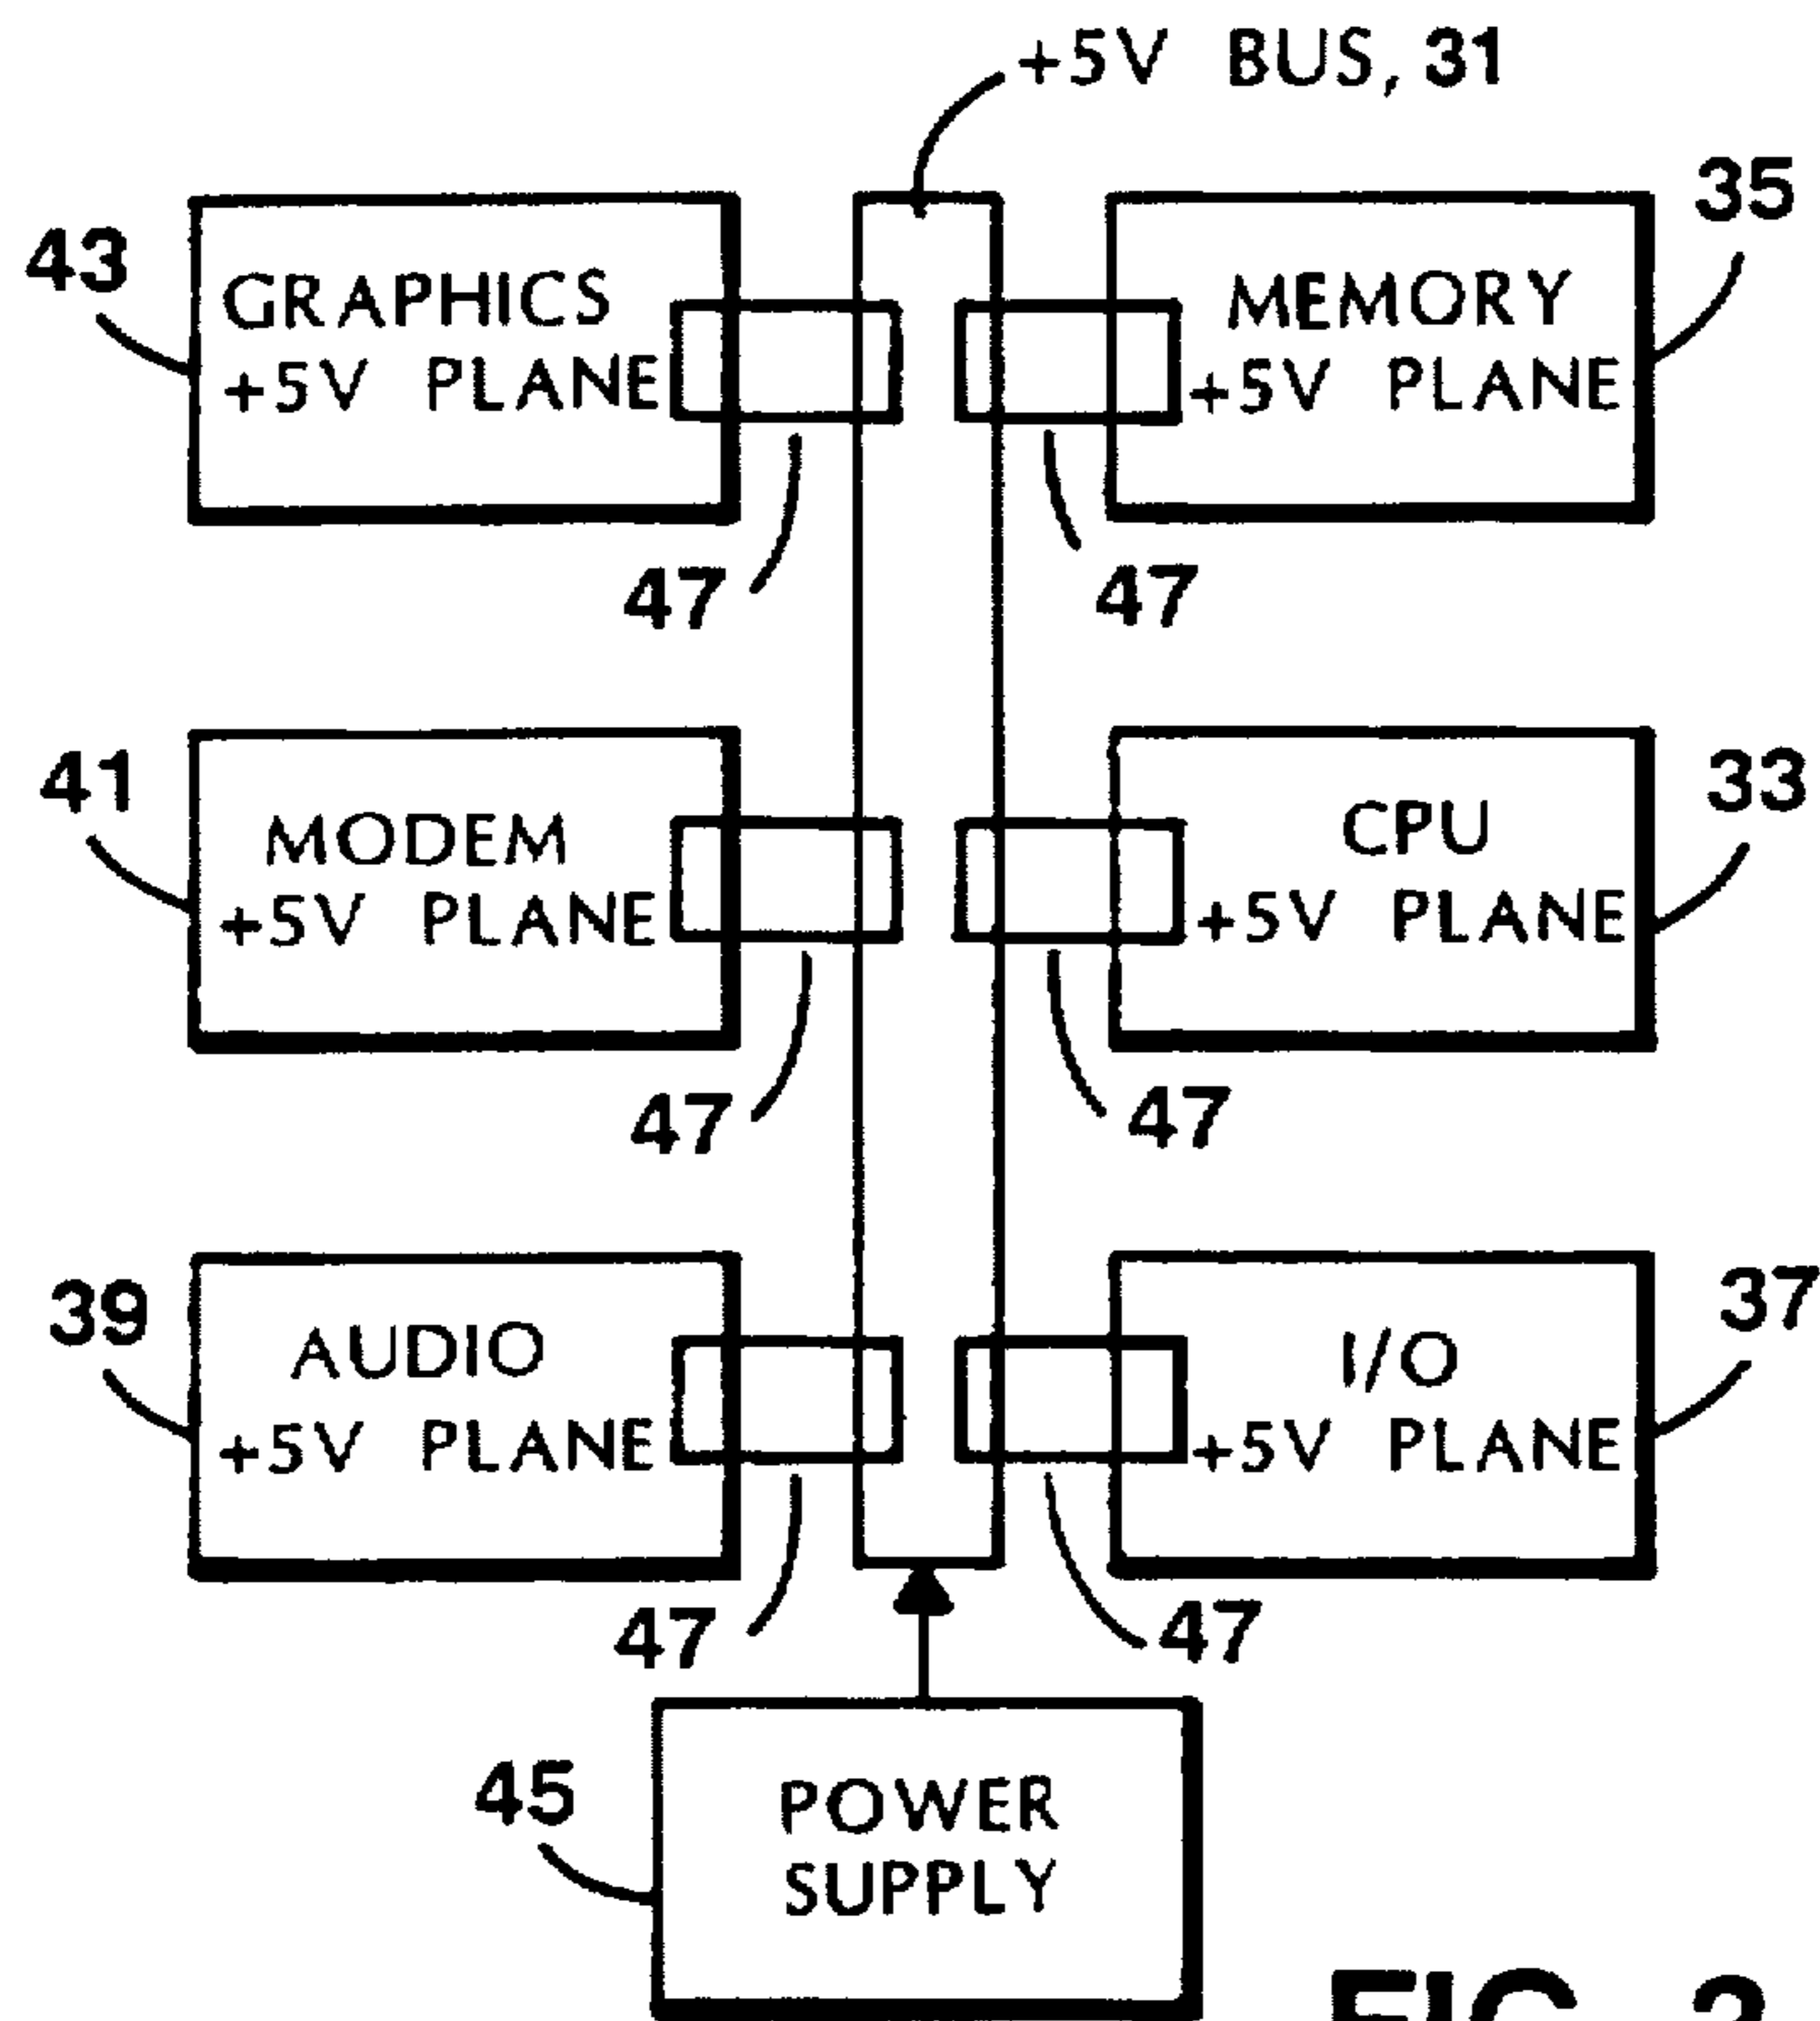 +5V BUS, 31
43
GRAPHICS
+5V PLANE
35
MEMORY
+5V PLANE
47
47
41
MODEM
+5V PLANE
33
CPU
+5V PLANE
47
47
39
AUDIO
+5V PLANE
37
I/O
+5V PLANE
47
47
45
POWER
SUPPLY